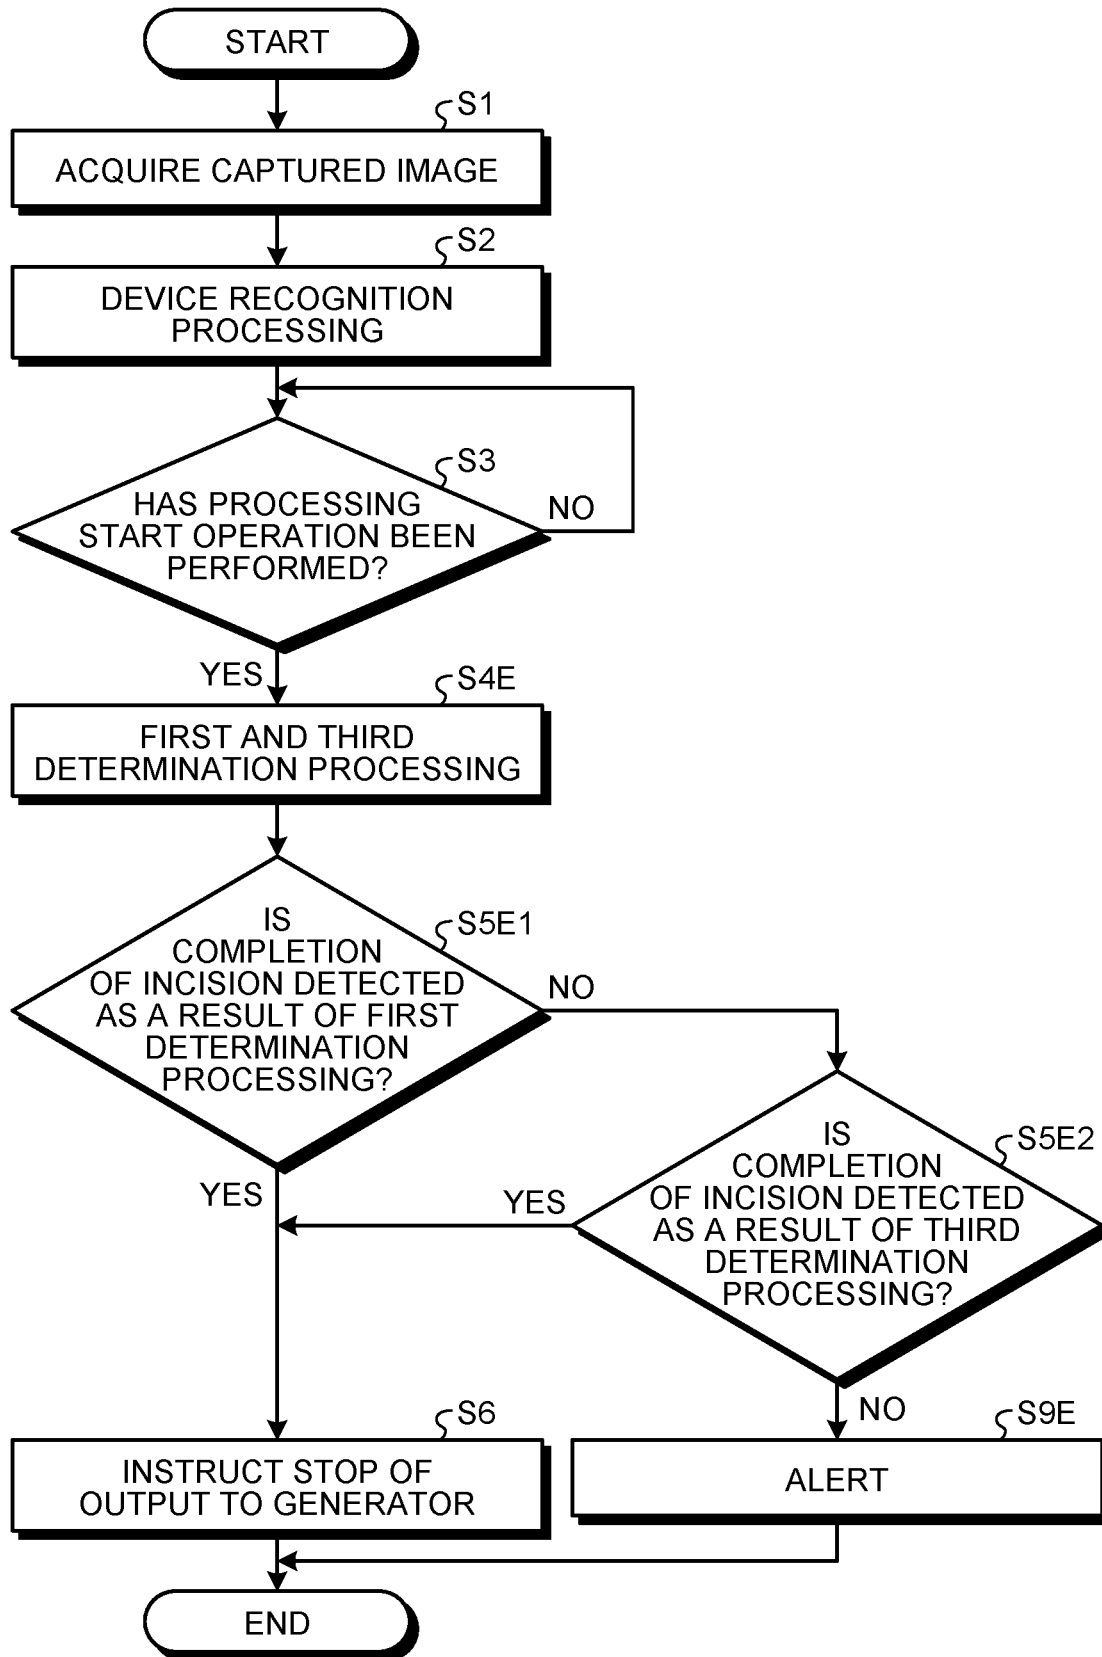 START
S1
ACQUIRE CAPTURED IMAGE
S2
DEVICE RECOGNITION
PROCESSING
S3
HAS PROCESSING
START OPERATION BEEN
PERFORMED?
NO
YES
S4E
FIRST AND THIRD
DETERMINATION PROCESSING
S5E1
IS
COMPLETION
OF INCISION DETECTED
AS A RESULT OF FIRST
DETERMINATION
PROCESSING?
NO
YES
S5E2
IS
COMPLETION
OF INCISION DETECTED
AS A RESULT OF THIRD
DETERMINATION
PROCESSING?
YES
NO
S6
INSTRUCT STOP OF
OUTPUT TO GENERATOR
S9E
ALERT
END